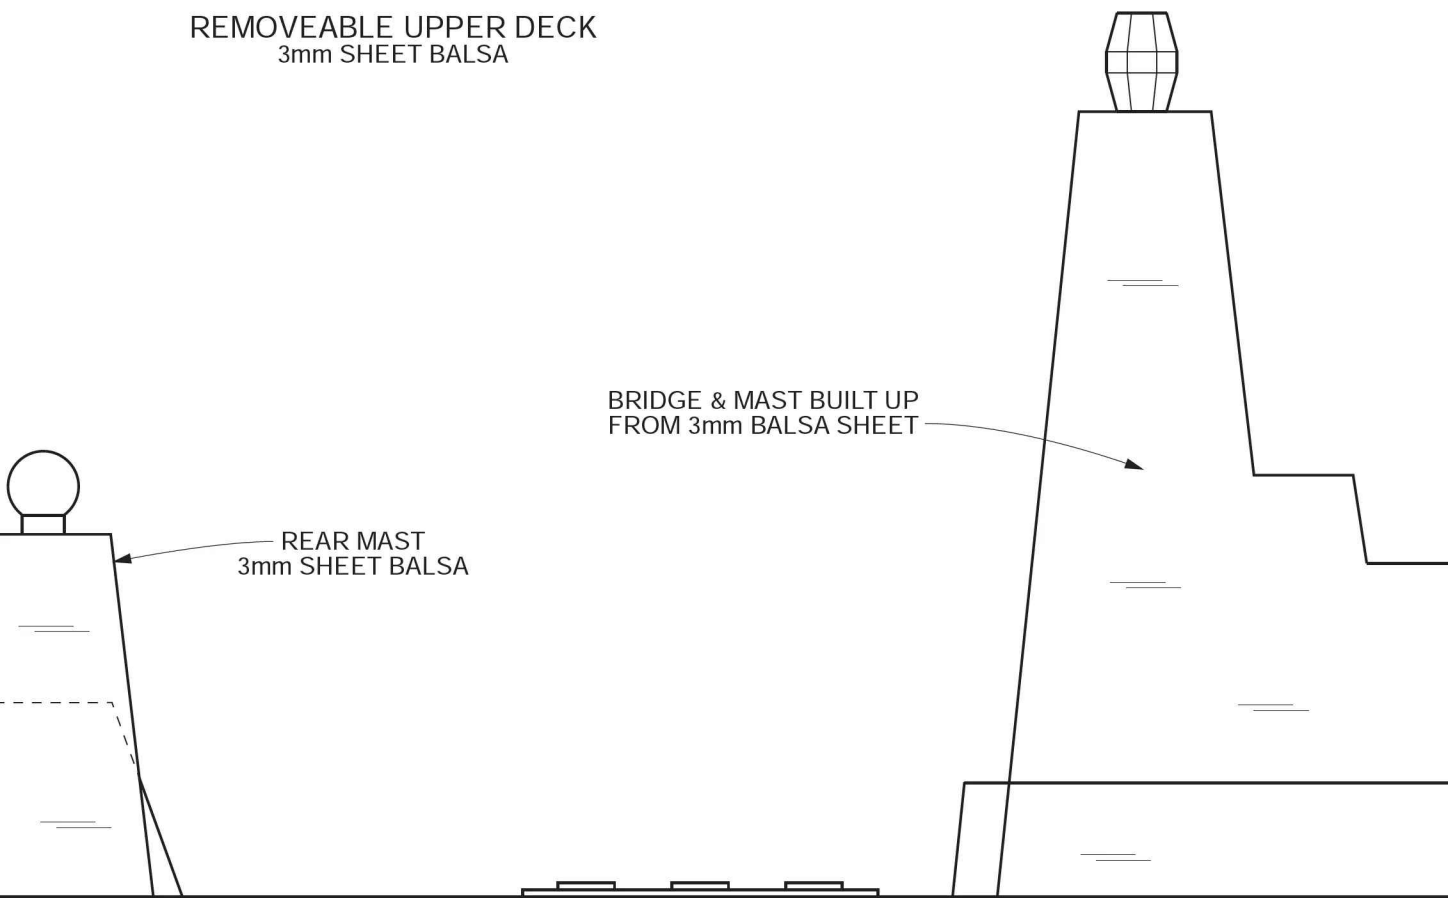 REMOVEABLE UPPER DECK
3mm SHEET BALSA
BRIDGE & MAST BUILT UP
FROM 3mm BALSA SHEET
REAR MAST
3mm SHEET BALSA